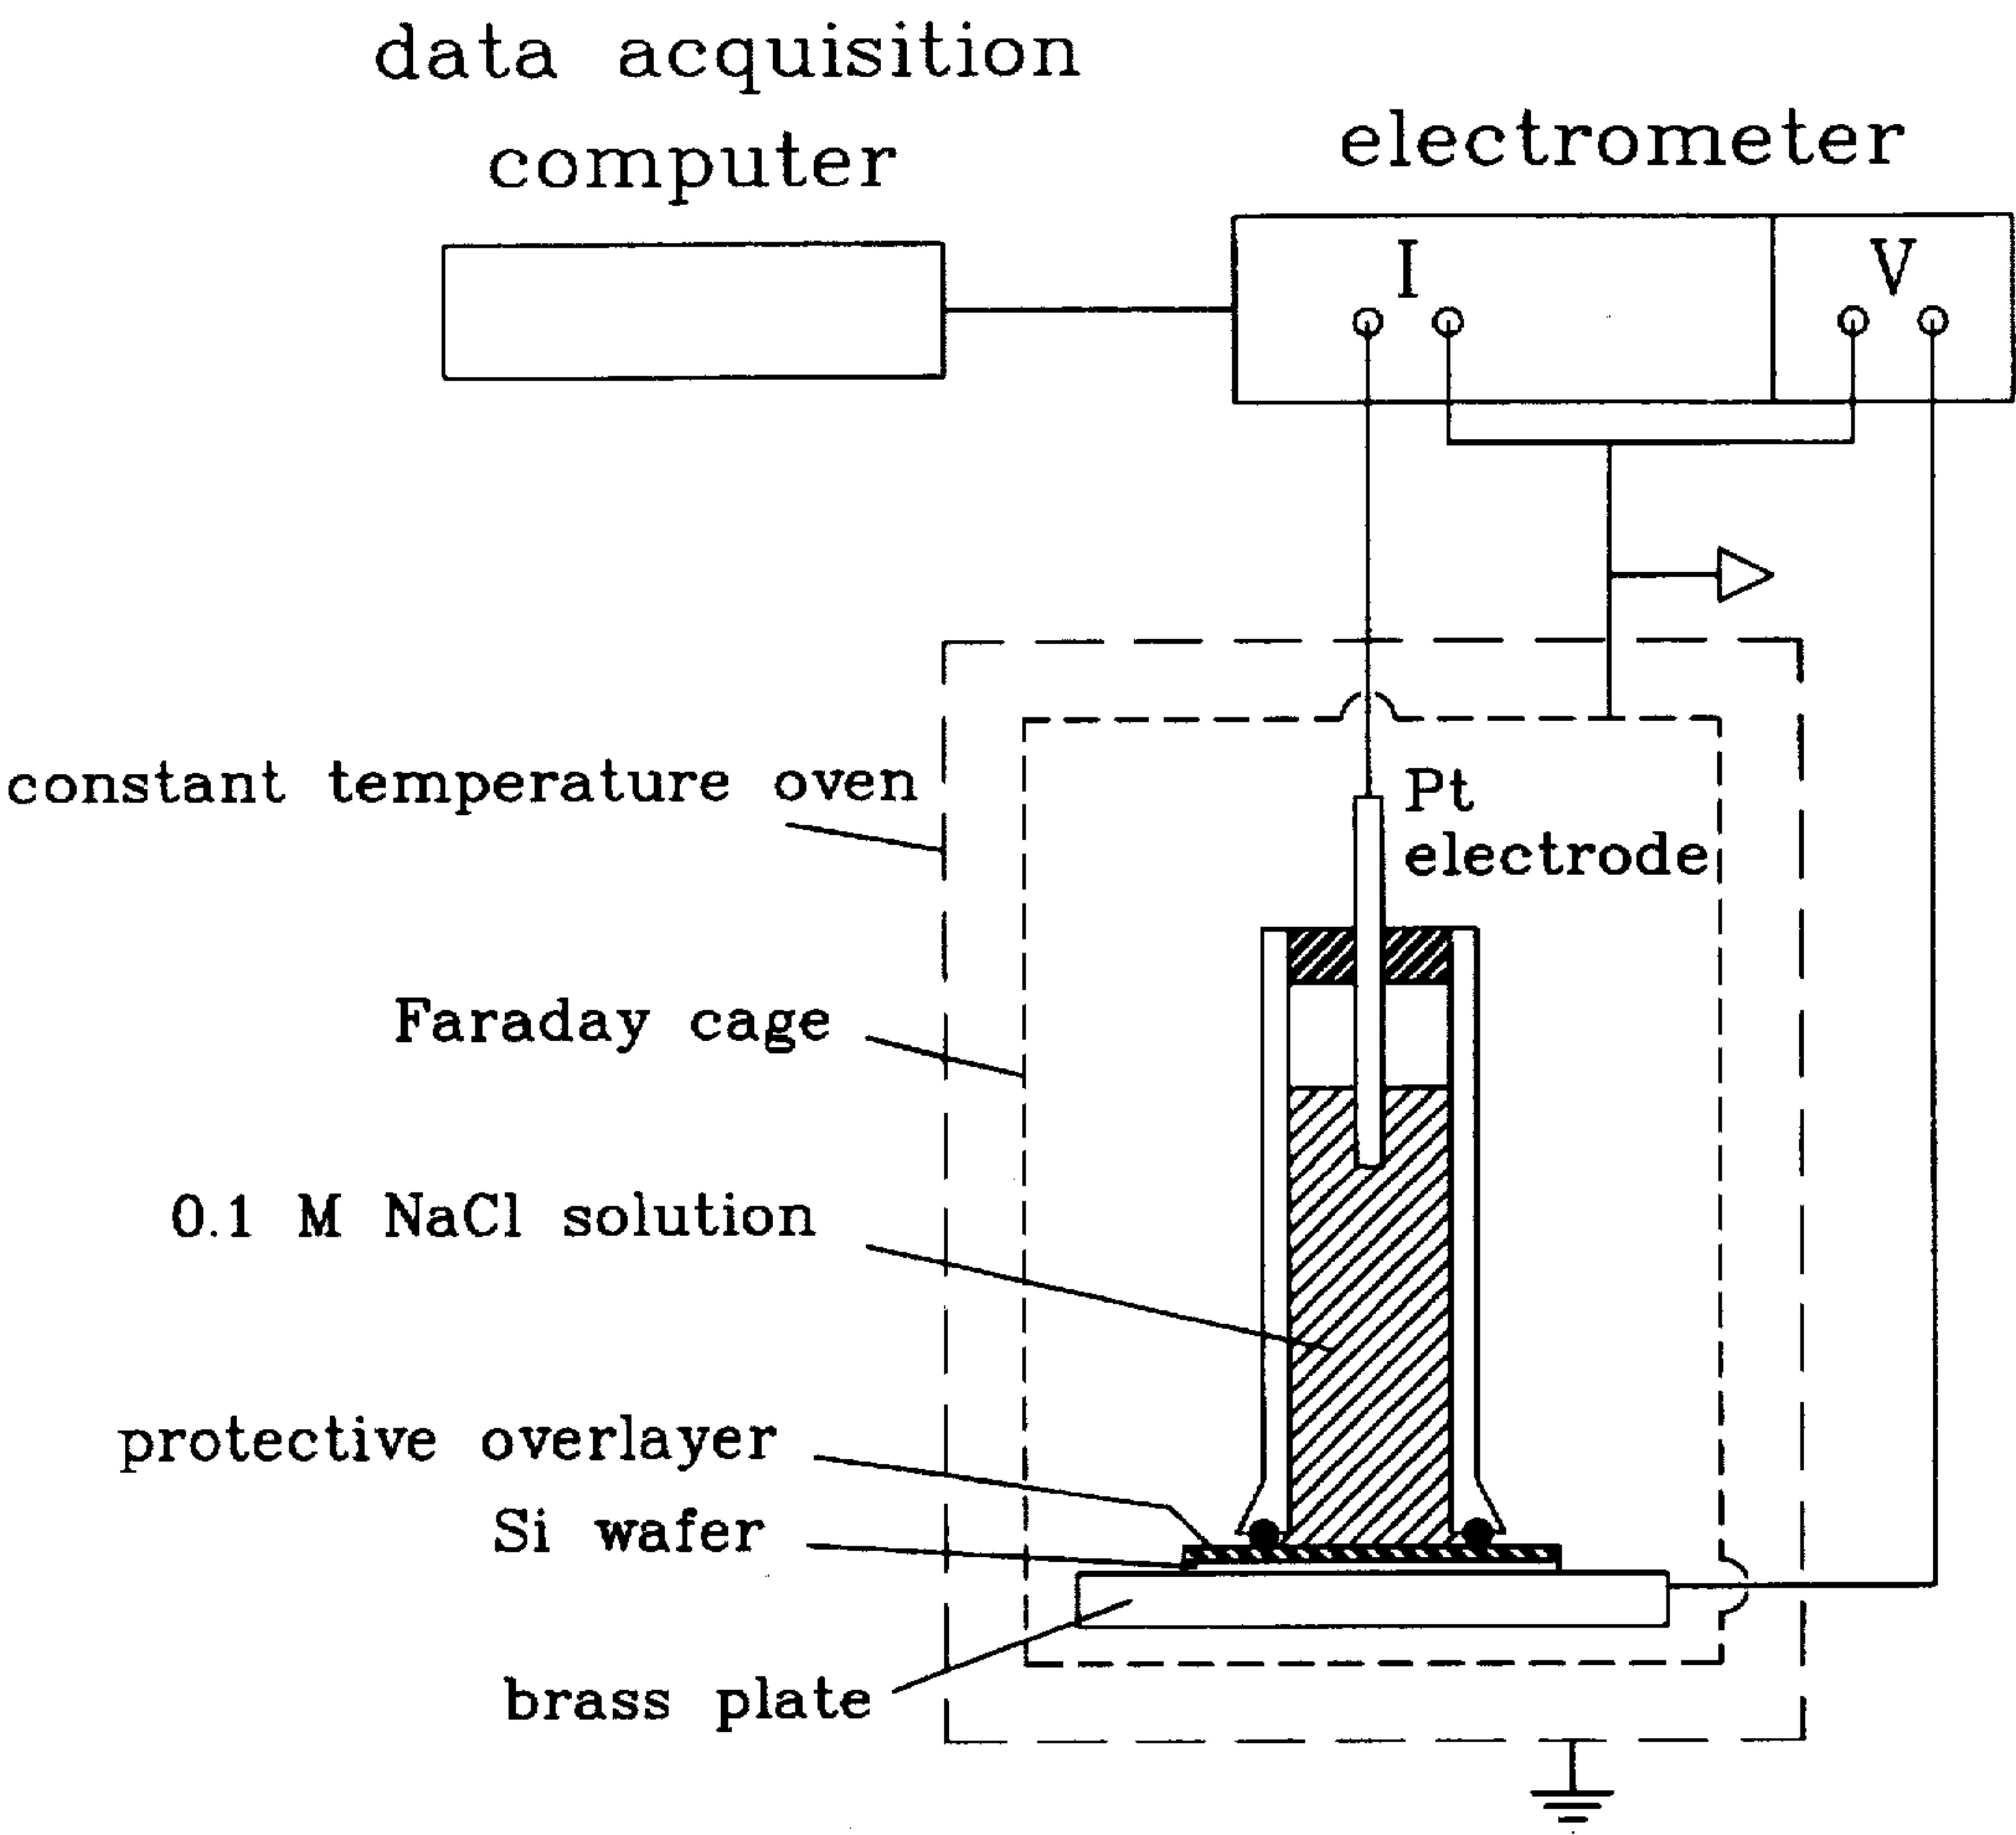 data acquisition
computer
electrometer
I
V
constant temperature oven
Pt
electrode
Faraday cage
0.1 M NaCl solution
protective overlayer
Si wafer
brass plate